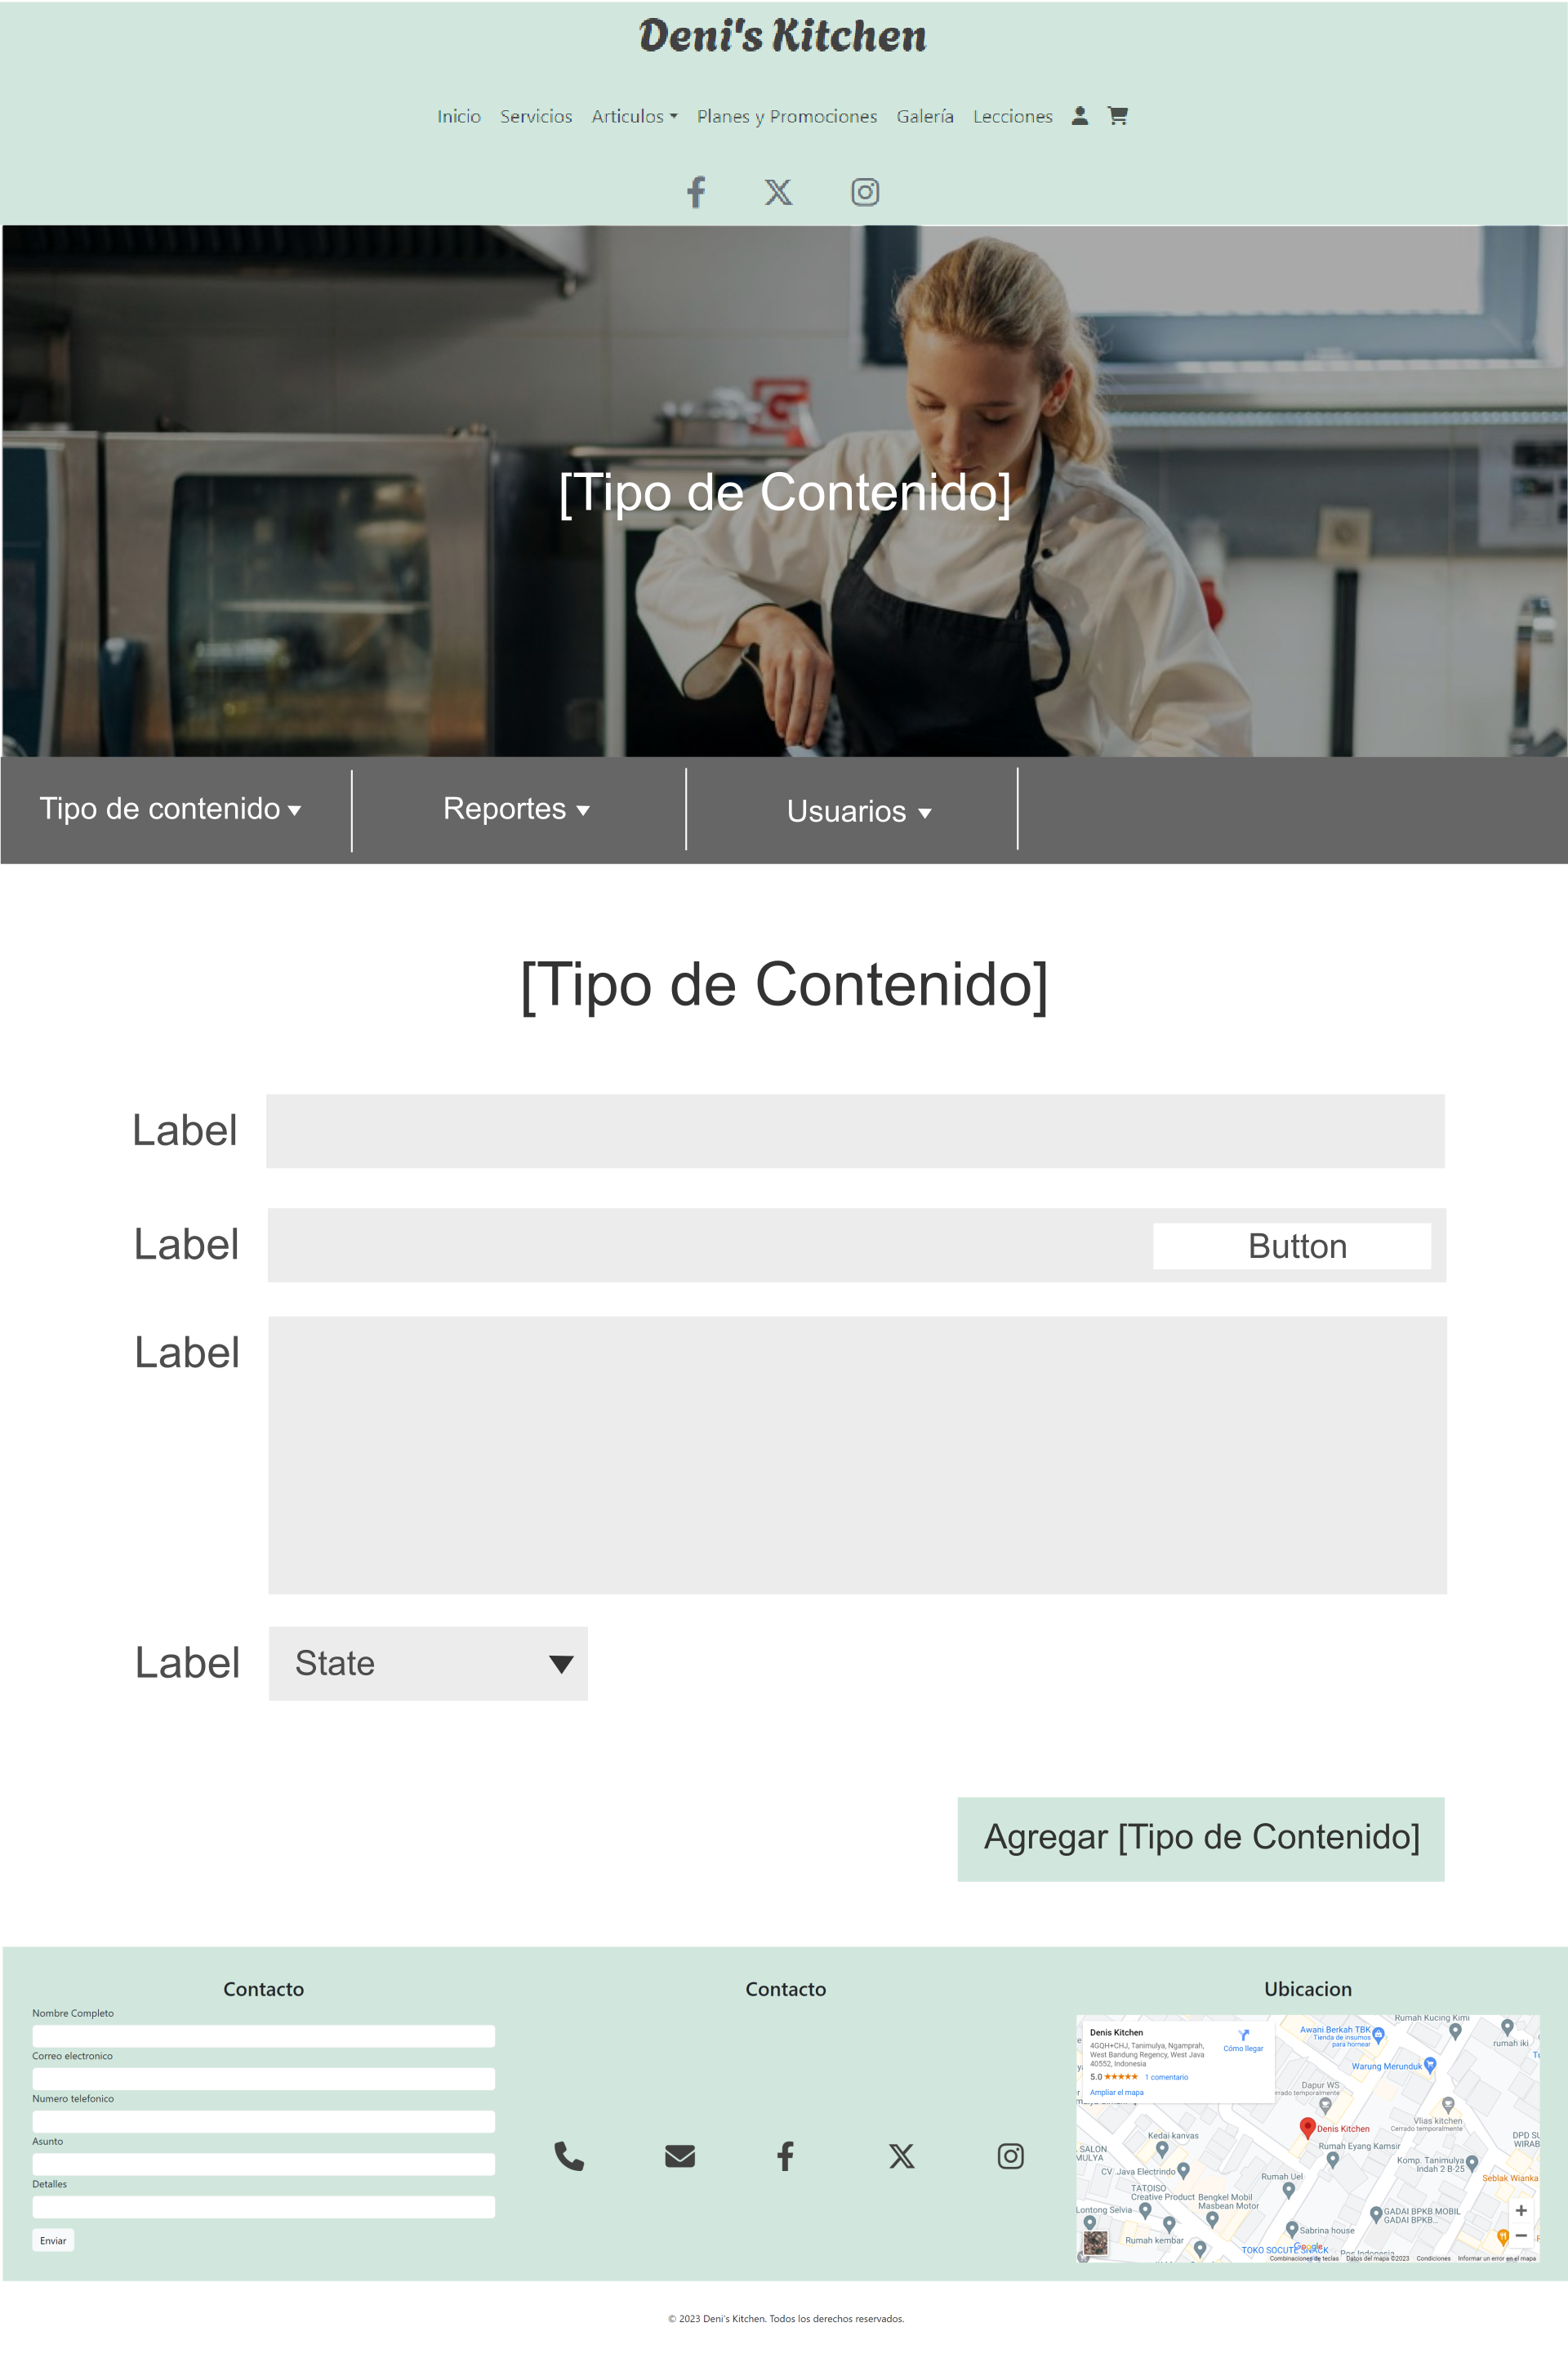 Deni's Kitchen
Inicio Servicios Articulos Planes y Promociones Galería Lecciones
[Tipo de Contenido]
Tipo de contenido Reportes Usuarios
[Tipo de Contenido]
Label
Label Button
Label
Label State
Agregar [Tipo de Contenido]
Contacto
Nombre Completo
Correo electronico
Numero telefonico
Asunto
Detalles
Enviar
Contacto
Ubicacion
Denis Kitchen
4GQH+CHJ, Tanimulya, Ngamprah,
West Bandung Regency, West Java
40552, Indonesia
5.0 ★★★★★ 1 comentario
Ampliar el mapa
Cómo llegar
Rumah Kucing Kimi
Awani Berkah TBK
Tienda de insumos
para hornear
rumah iki
Warung Merunduk
Dapur WS
rrado temporalmente
Vlias kitchen
Cerrado temporalmente
Denis Kitchen
Kedai kanvas
Rumah Eyang Kamsir
DPD SU
WIRAB
SALON
MULYA
CV. Java Electrindo
Rumah Uel
Komp. Tanimulya
Indah 2 B-25
Seblak Wianka
TATOISO
Creative Product
Bengkel Mobil
Masbean Motor
Lontong Selvia
GADAI BPKB MOBIL
GADAI BPKB...
Sabrina house
Rumah kembar
TOKO SOCUTE SNACK
Google
Pos Indonesia
Combinaciones de teclas Datos del mapa ©2023 Condiciones Informar un error en el mapa
© 2023 Deni's Kitchen. Todos los derechos reservados.